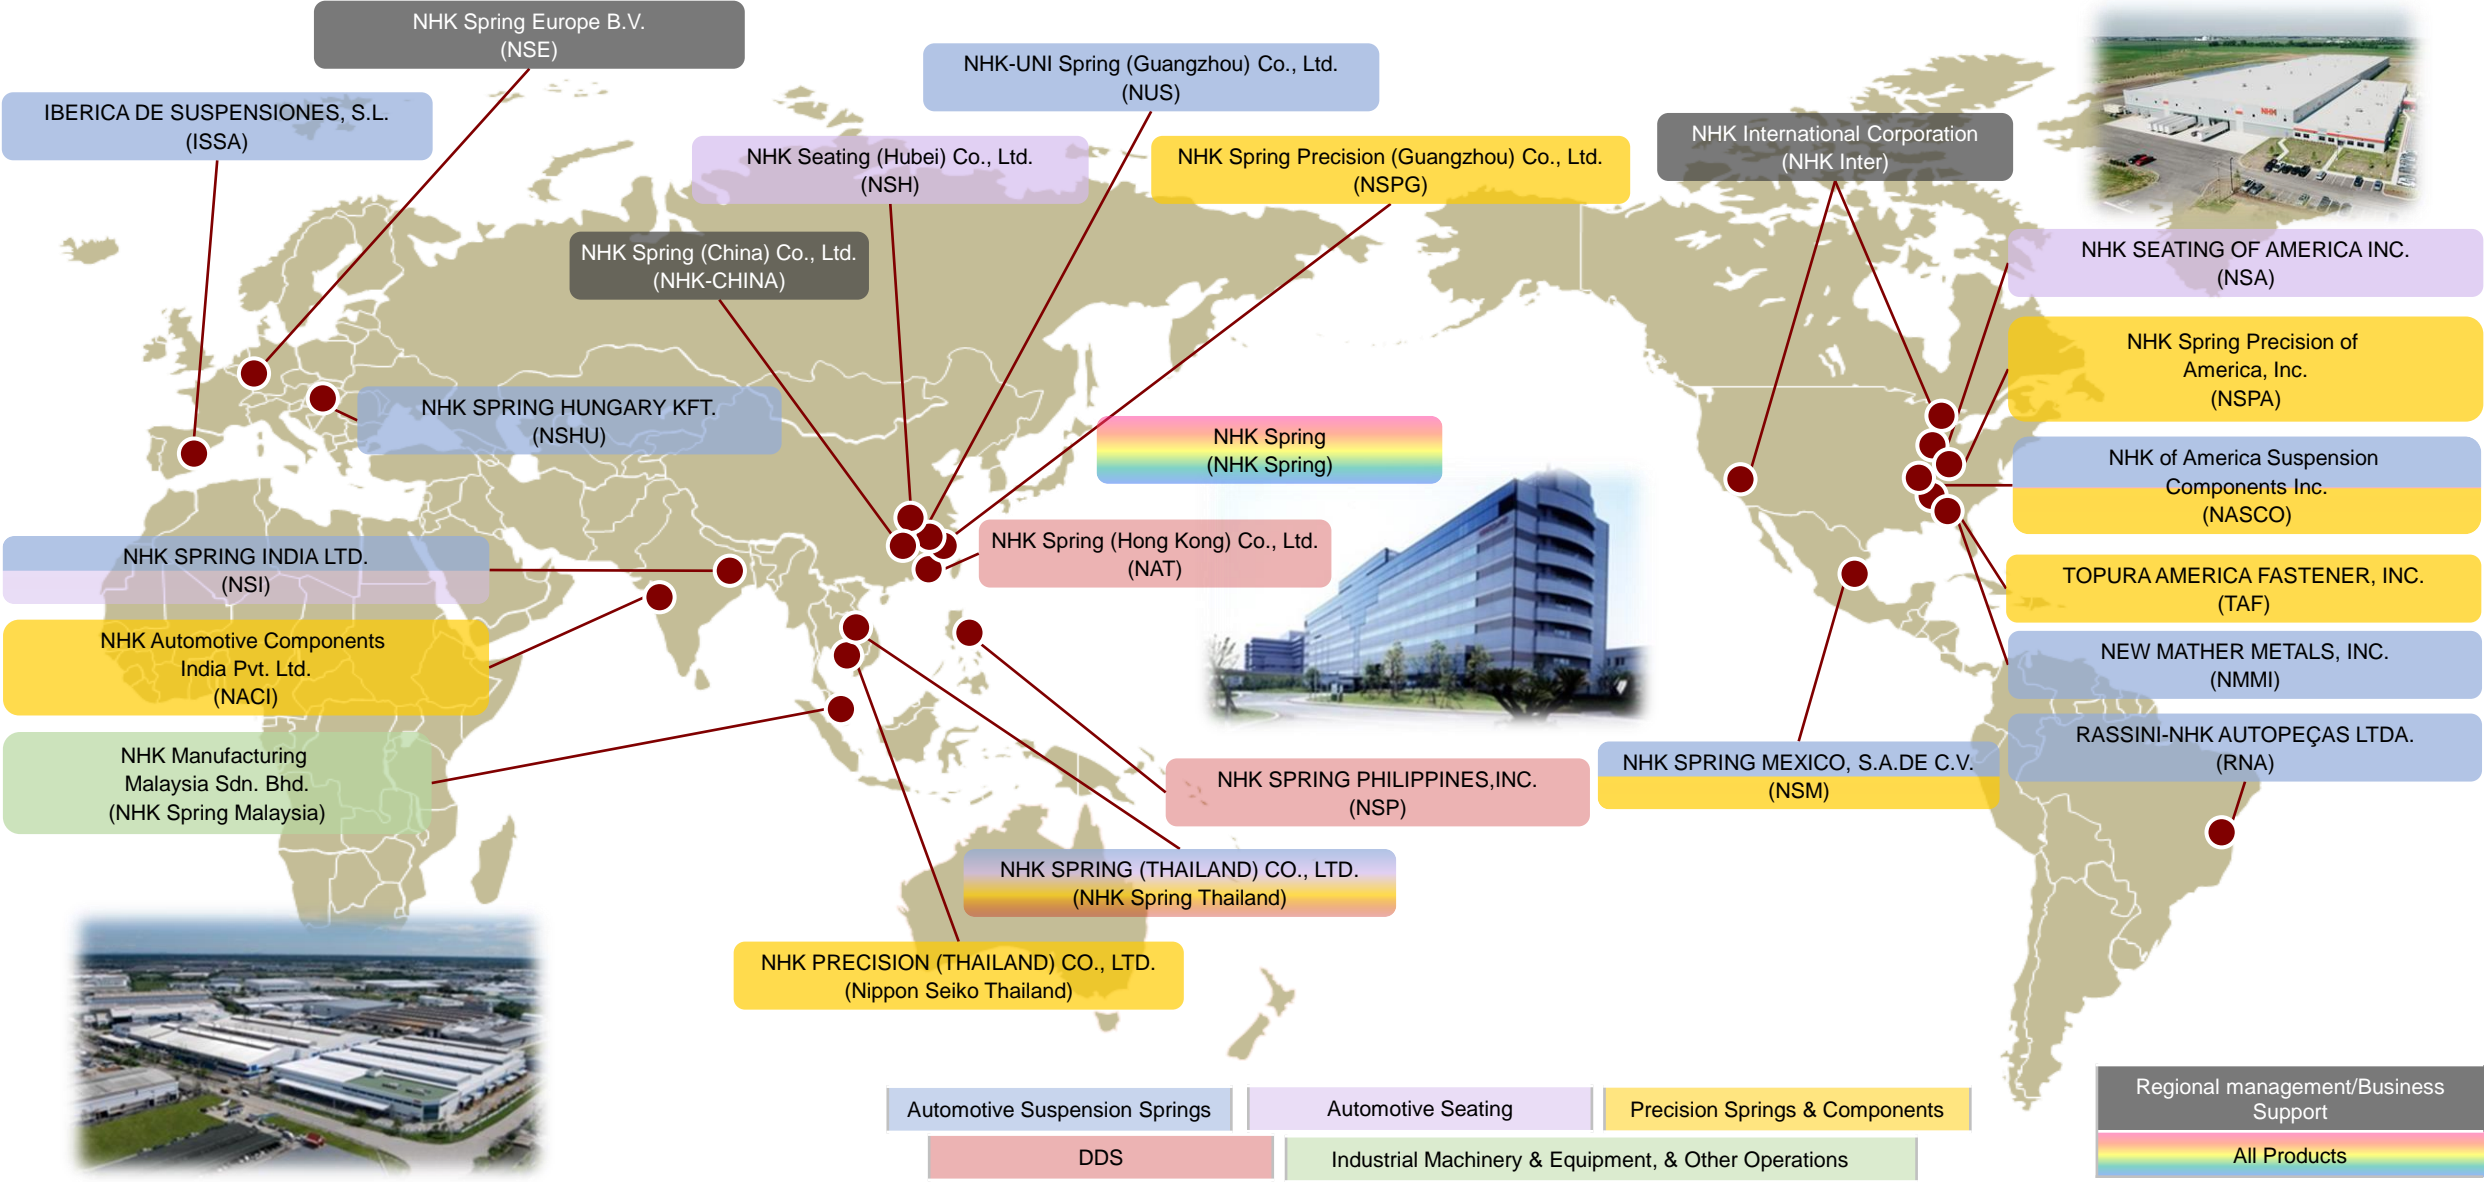 NHK Spring Europe B.V.
(NSE)
IBERICA DE SUSPENSIONES, S.L.
(ISSA)
NHK-UNI Spring (Guangzhou) Co., Ltd.
(NUS)
NHK Seating (Hubei) Co., Ltd.
(NSH)
NHK Spring Precision (Guangzhou) Co., Ltd.
(NSPG)
NHK International Corporation
(NHK Inter)
NHK
NHK Spring (China) Co., Ltd.
(NHK-CHINA)
NHK SEATING OF AMERICA INC.
(NSA)
NHK Spring Precision of
America, Inc.
(NSPA)
NHK SPRING HUNGARY KFT.
(NSHU)
NHK Spring
(NHK Spring)
NHK of America Suspension
Components Inc.
(NASCO)
NHK Spring (Hong Kong) Co., Ltd.
(NAT)
NHK SPRING INDIA LTD.
(NSI)
TOPURA AMERICA FASTENER, INC.
(TAF)
NHK Automotive Components
India Pvt. Ltd.
(NACI)
NEW MATHER METALS, INC.
(NMMI)
NHK Manufacturing
Malaysia Sdn. Bhd.
(NHK Spring Malaysia)
NHK SPRING PHILIPPINES,INC.
(NSP)
NHK SPRING MEXICO, S.A.DE C.V.
(NSM)
RASSINI-NHK AUTOPEÇAS LTDA.
(RNA)
NHK SPRING (THAILAND) CO., LTD.
(NHK Spring Thailand)
NHK PRECISION (THAILAND) CO., LTD.
(Nippon Seiko Thailand)
Automotive Suspension Springs
Automotive Seating
Precision Springs & Components
DDS
Industrial Machinery & Equipment, & Other Operations
Regional management/Business
Support
All Products